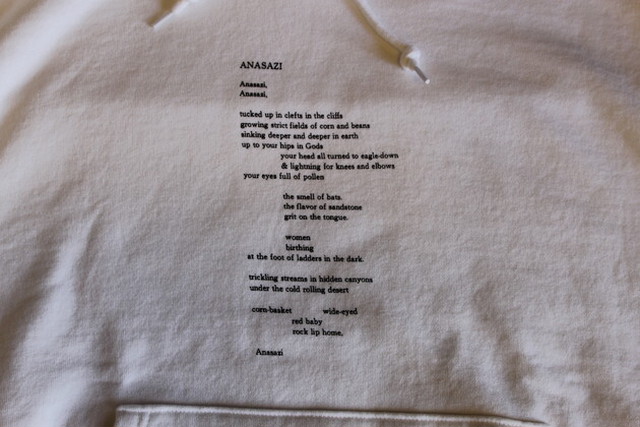 ANASAZI
Anasazi,
Anasazi,
tucked up in clefts in the cliffs
growing strict fields of corn and beans
sinking deeper and deeper in earth
up to your hips in Gods
your head all turned to eagle-down
& lightning for knees and elbows
your eyes full of pollen
the smell of bats.
the flavor of sandstone
grit on the tongue.
women
birthing
at the foot of ladders in the dark.
trickling streams in hidden canyons
under the cold rolling desert
corn-basket wide-eyed
red baby
rock lip home,
Anasazi